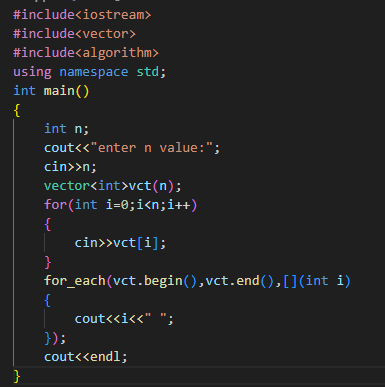 #include<iostream>
#include<vector>
#include<algorithm>
using namespace std;
int main()
{
    int n;
    cout<<"enter n value:";
    cin>>n;
    vector<int>vct(n);
    for(int i=0;i<n;i++)
    {
        cin>>vct[i];
    }
    for_each(vct.begin(),vct.end(),[](int i)
    {
        cout<<i<<" ";
    });
    cout<<endl;
}